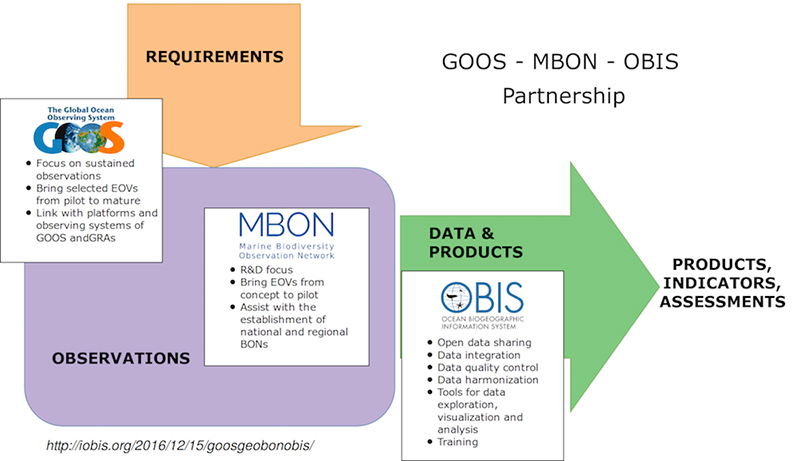 REQUIREMENTS
GOOS - MBON - OBIS
Partnership
The Global Ocean
Observing System
GOOS
• Focus on sustained
observations
• Bring selected EOVs
from pilot to mature
• Link with platforms and
observing systems of
GOOS andGRAs
MBON
Marine Biodiversity
Observation Network
• R&D focus
• Bring EOVs from
concept to pilot
• Assist with the
establishment of
national and regional
BONs
OBSERVATIONS
DATA &
PRODUCTS
OBIS
OCEAN BIOGEOGRAPHIC
INFORMATION SYSTEM
• Open data sharing
• Data integration
• Data quality control
• Data harmonization
• Tools for data
exploration,
visualization and
analysis
• Training
PRODUCTS,
INDICATORS,
ASSESSMENTS
http://iobis.org/2016/12/15/goosgeobonobis/